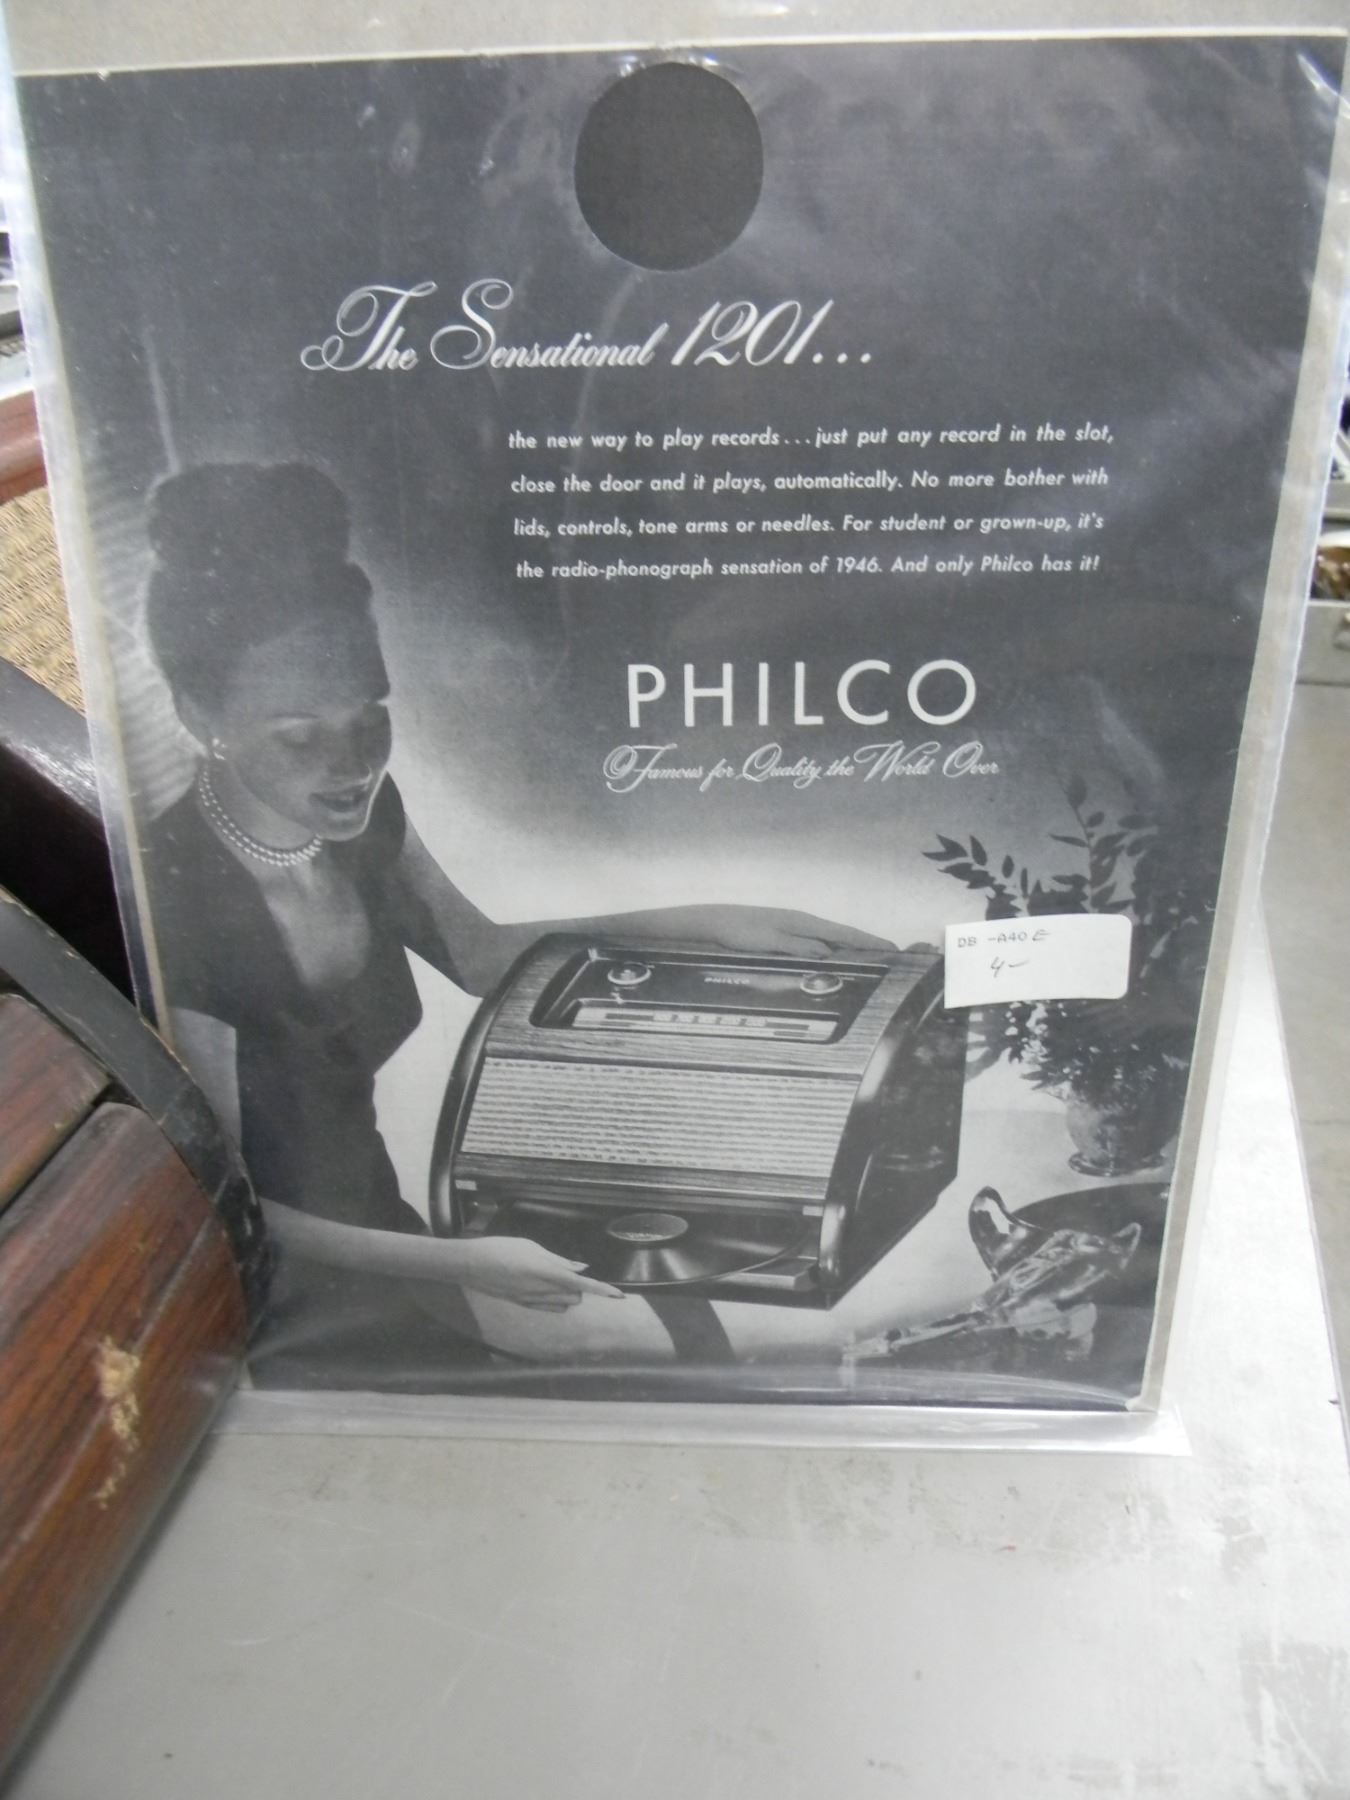 The Sensational 1201...
the new way to play records...just put any record in the slot,
close the door and it plays, automatically. No more bother with
lids, controls, tone arms or needles. For student or grown-up, it's
the radio-phonograph sensation of 1946. And only Philco has it!
PHILCO
Famous for Quality the World Over
DB -A40E
4-
PHILCO